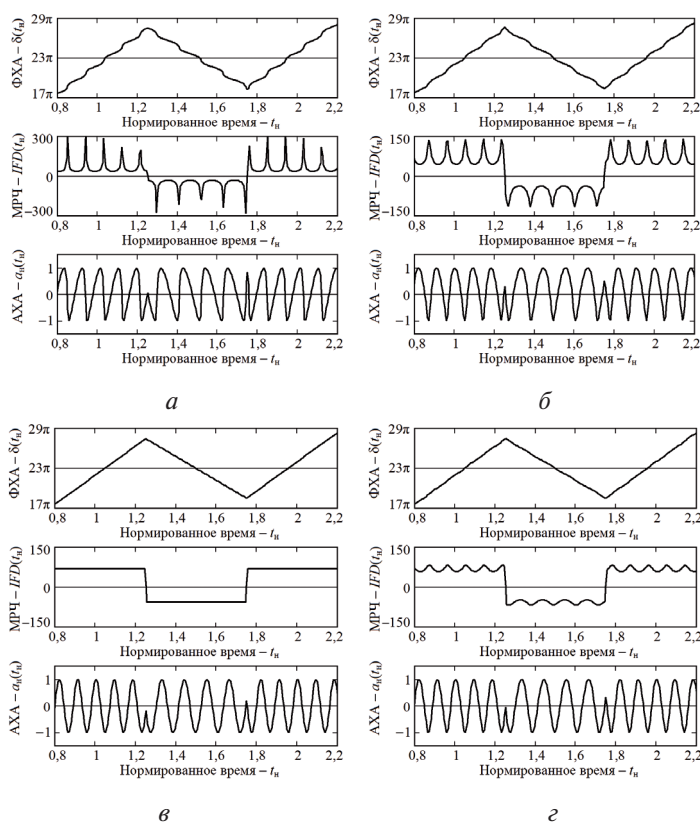 ФХА – δ(tн)
29π
23π
17π
0,8 1 1,2 1,4 1,6 1,8 2 2,2
Нормированное время – tн
МРЧ – IFD(tн)
300
0
–300
0,8 1 1,2 1,4 1,6 1,8 2 2,2
Нормированное время – tн
АХА – aн(tн)
1
0
–1
0,8 1 1,2 1,4 1,6 1,8 2 2,2
Нормированное время – tн
а
ФХА – δ(tн)
29π
23π
17π
0,8 1 1,2 1,4 1,6 1,8 2 2,2
Нормированное время – tн
МРЧ – IFD(tн)
150
0
–150
0,8 1 1,2 1,4 1,6 1,8 2 2,2
Нормированное время – tн
АХА – aн(tн)
1
0
–1
0,8 1 1,2 1,4 1,6 1,8 2 2,2
Нормированное время – tн
б
ФХА – δ(tн)
29π
23π
17π
0,8 1 1,2 1,4 1,6 1,8 2 2,2
Нормированное время – tн
МРЧ – IFD(tн)
150
0
–150
0,8 1 1,2 1,4 1,6 1,8 2 2,2
Нормированное время – tн
АХА – aн(tн)
1
0
–1
0,8 1 1,2 1,4 1,6 1,8 2 2,2
Нормированное время – tн
в
ФХА – δ(tн)
29π
23π
17π
0,8 1 1,2 1,4 1,6 1,8 2 2,2
Нормированное время – tн
МРЧ – IFD(tн)
150
0
–150
0,8 1 1,2 1,4 1,6 1,8 2 2,2
Нормированное время – tн
АХА – aн(tн)
1
0
–1
0,8 1 1,2 1,4 1,6 1,8 2 2,2
Нормированное время – tн
г